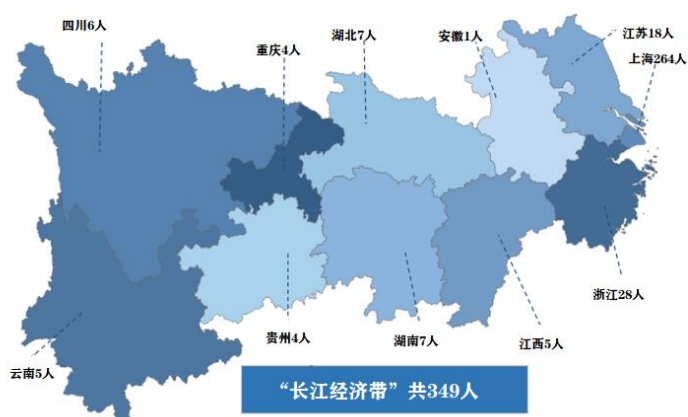 四川6人
重庆4人
湖北7人
安徽1人
江苏18人
上海264人
浙江28人
江西5人
湖南7人
贵州4人
云南5人
“长江经济带”共349人